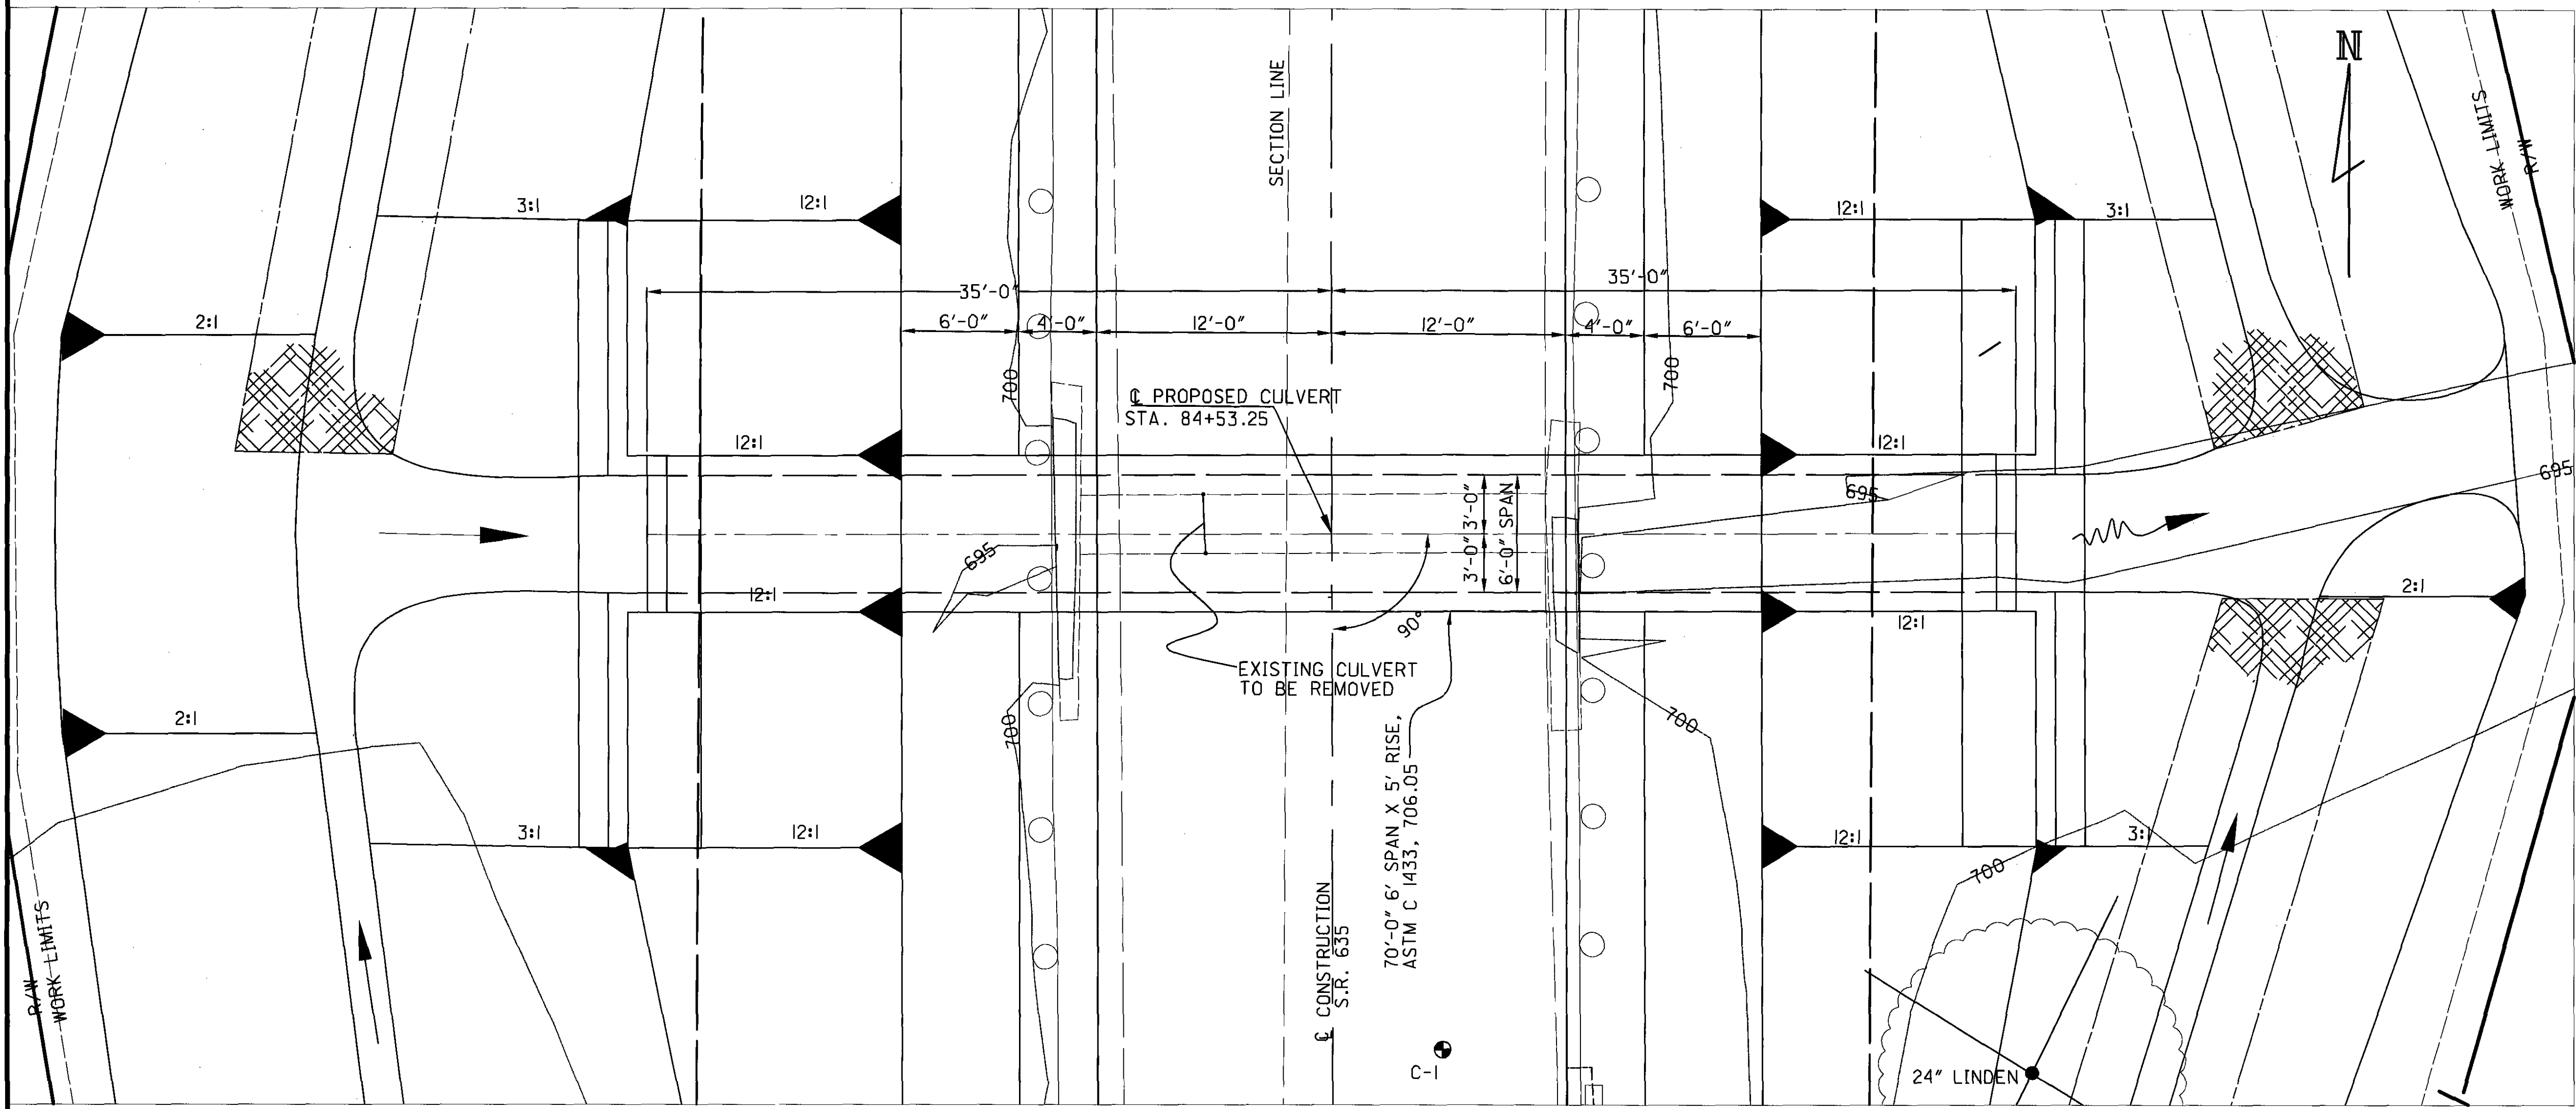 N
SECTION LINE
WORK LIMITS
R/W
3:1
12:1
12:1
3:1
35'-0"
35'-0"
2:1
6'-0"
4'-0"
12'-0"
12'-0"
4'-0"
6'-0"
700
700
℄ PROPOSED CULVERT
STA. 84+53.25
12:1
12:1
695
695
3'-0"
3'-0"
6'-0" SPAN
695
12:1
90°
12:1
2:1
EXISTING CULVERT
TO BE REMOVED
2:1
700
700
70'-0" 6' SPAN X 5' RISE,
ASTM C 1433, 706.05
3:1
12:1
12:1
3:1
700
℄ CONSTRUCTION
S.R. 635
R/W
WORK LIMITS
C-1
24" LINDEN